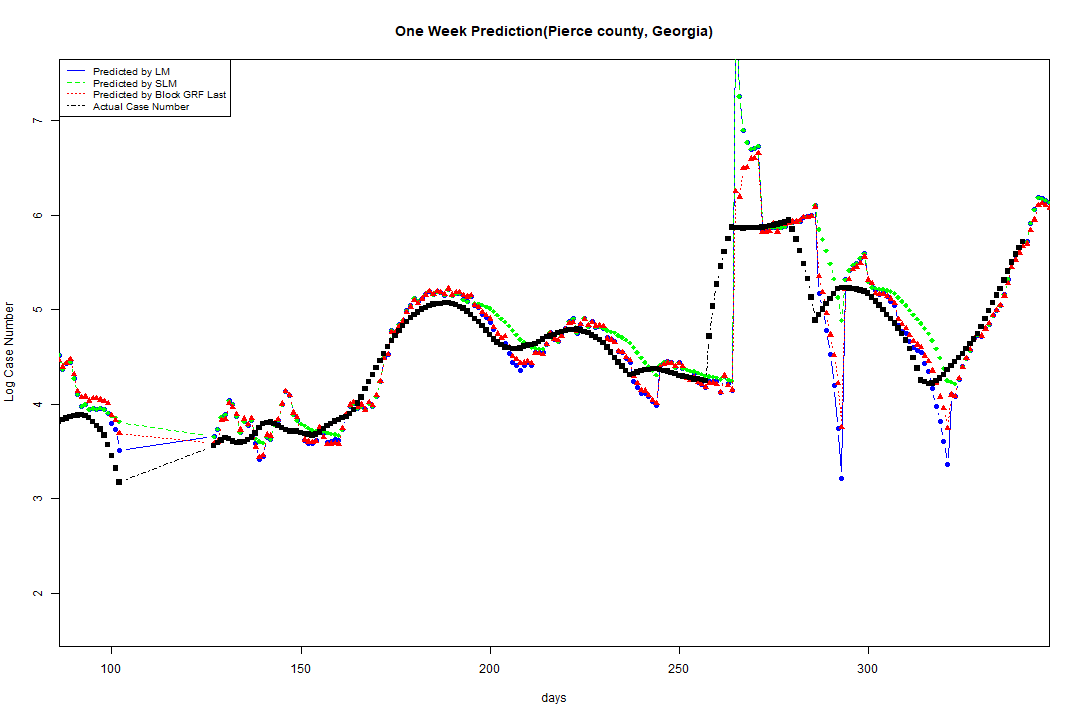 One Week Prediction(Pierce county, Georgia)
Predicted by LM
Predicted by SLM
Predicted by Block GRF Last
Actual Case Number
7
6
5
4
3
2
Log Case Number
100 150 200 250 300
days